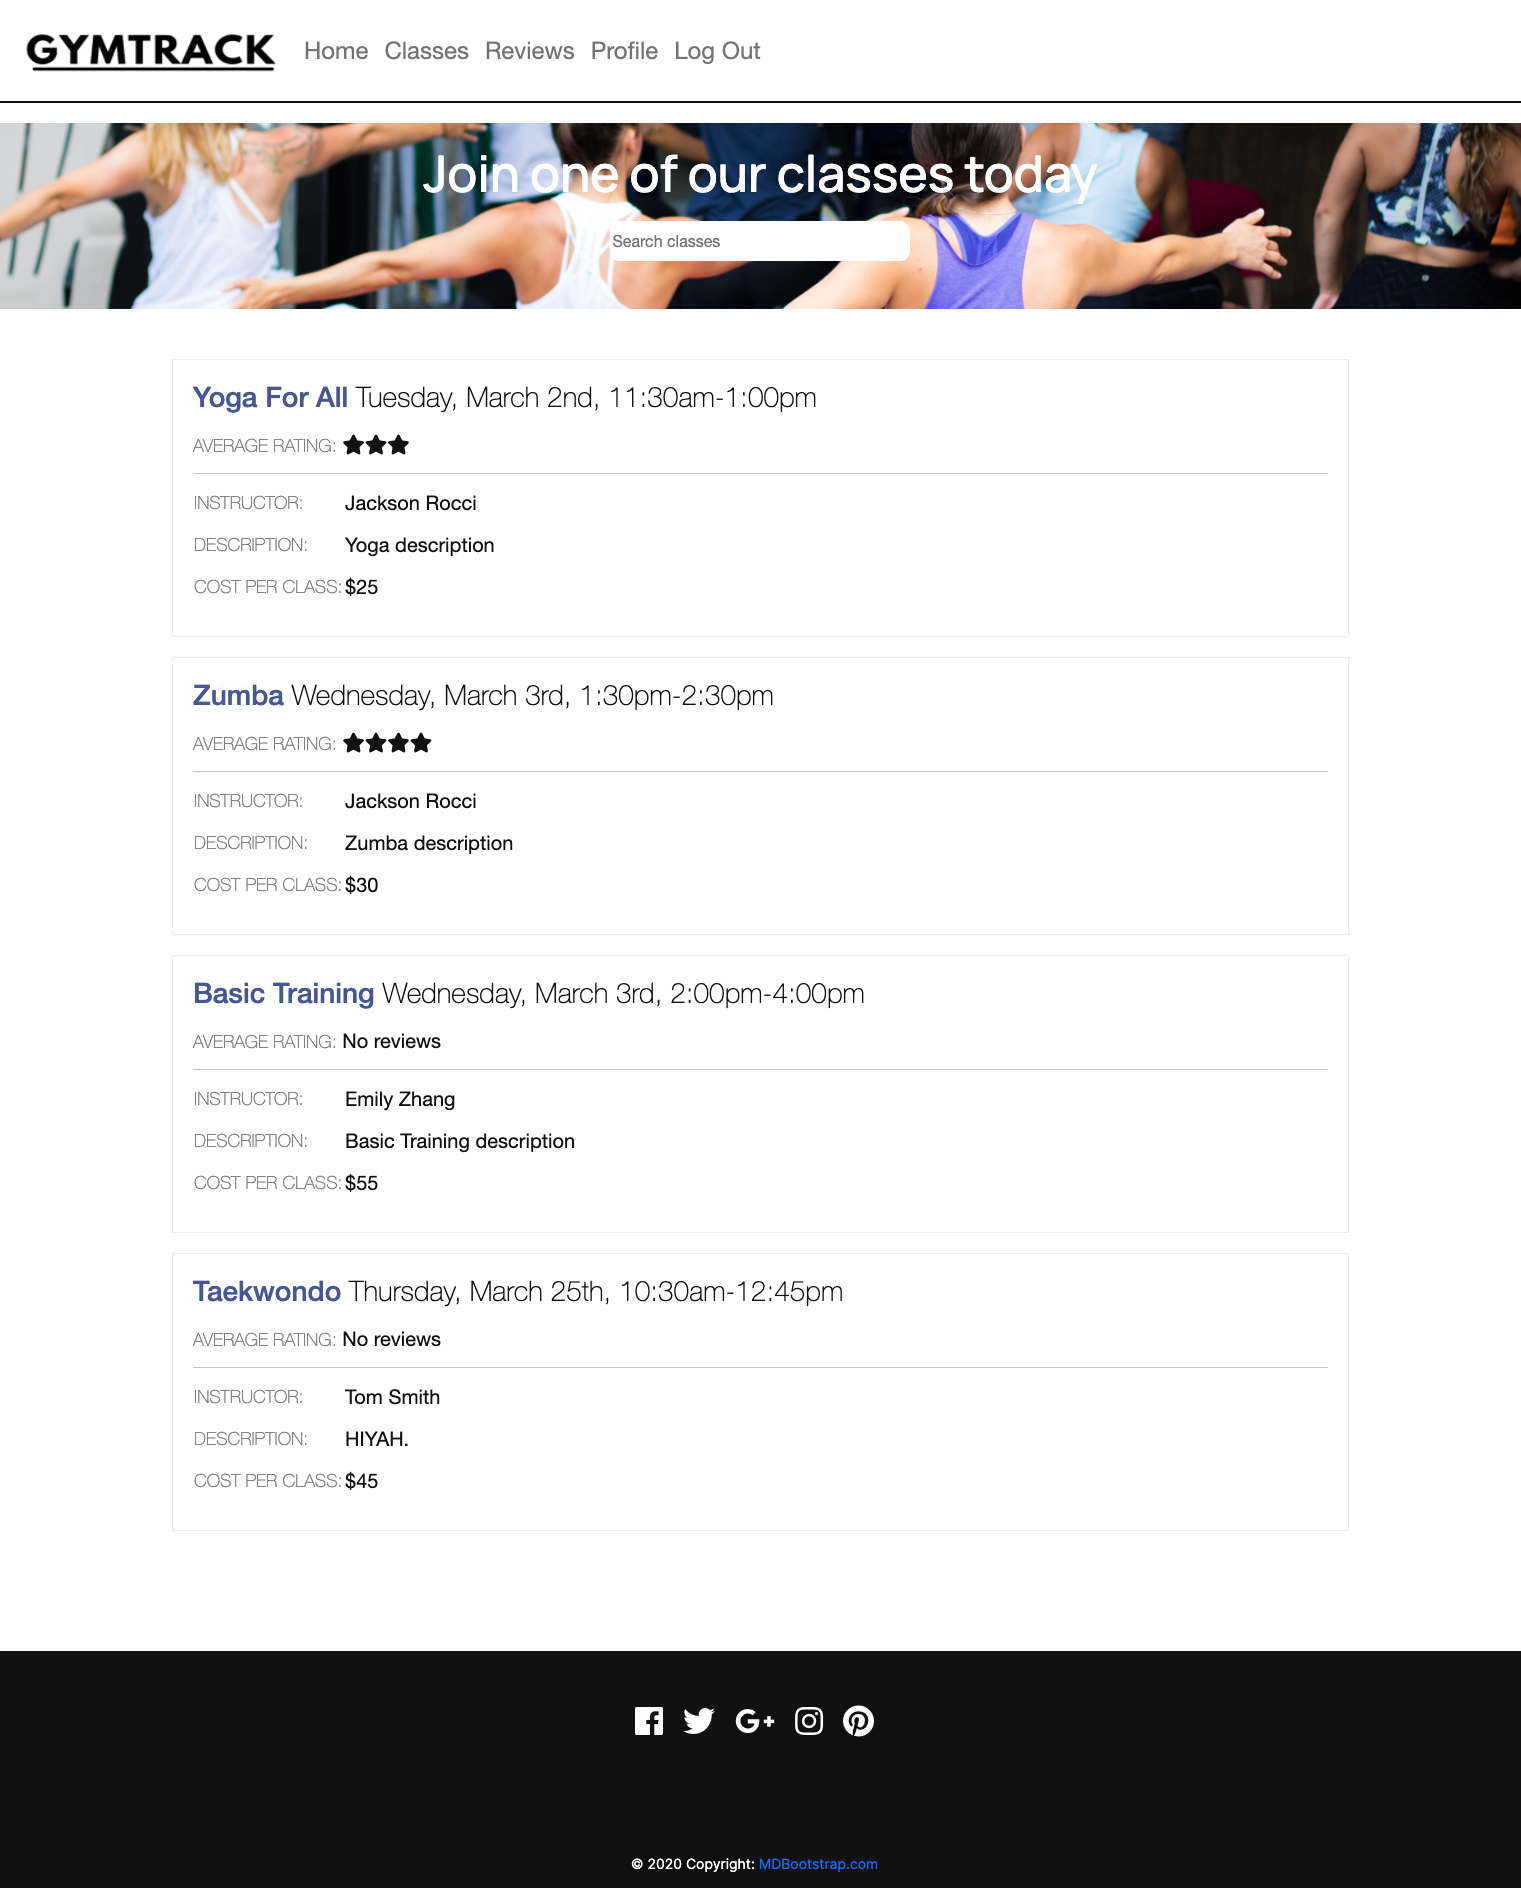 GYMTRACK Home Classes Reviews Profile Log Out
Join one of our classes today
Search classes
Yoga For All Tuesday, March 2nd, 11:30am-1:00pm
AVERAGE RATING: ★★★
INSTRUCTOR: Jackson Rocci
DESCRIPTION: Yoga description
COST PER CLASS: $25
Zumba Wednesday, March 3rd, 1:30pm-2:30pm
AVERAGE RATING: ★★★★
INSTRUCTOR: Jackson Rocci
DESCRIPTION: Zumba description
COST PER CLASS: $30
Basic Training Wednesday, March 3rd, 2:00pm-4:00pm
AVERAGE RATING: No reviews
INSTRUCTOR: Emily Zhang
DESCRIPTION: Basic Training description
COST PER CLASS: $55
Taekwondo Thursday, March 25th, 10:30am-12:45pm
AVERAGE RATING: No reviews
INSTRUCTOR: Tom Smith
DESCRIPTION: HIYAH.
COST PER CLASS: $45
© 2020 Copyright: MDBootstrap.com